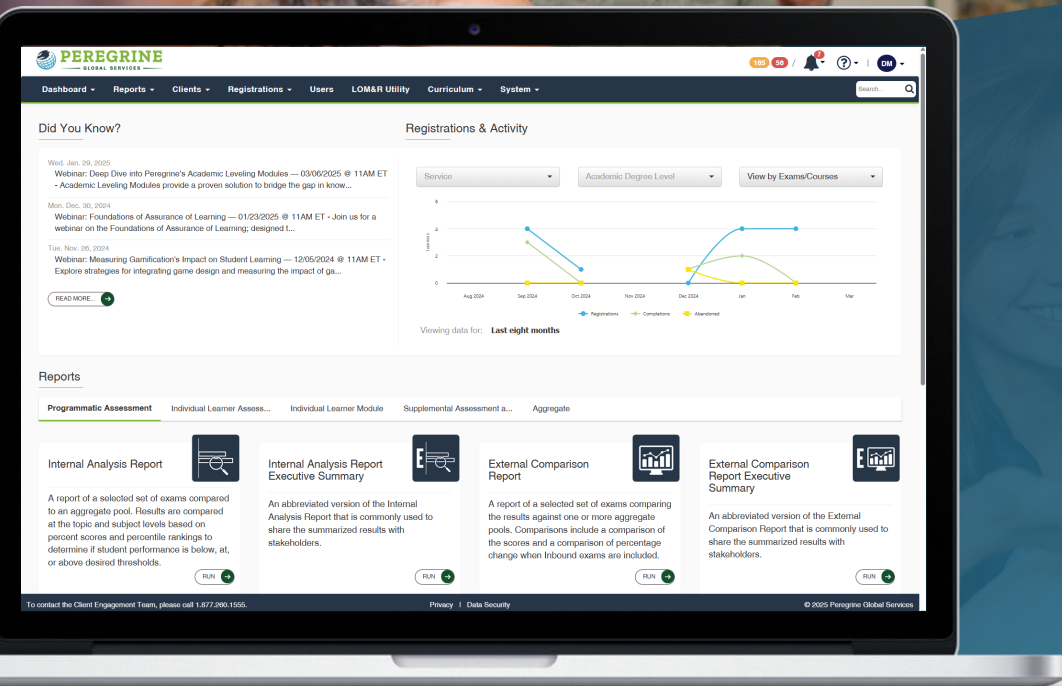 PEREGRINE
GLOBAL SERVICES
185 50 / 7 ? DM
Dashboard Reports Clients Registrations Users LOM&R Utility Curriculum System Search...
Did You Know?
Wed. Jan. 29, 2025
Webinar: Deep Dive into Peregrine's Academic Leveling Modules — 03/06/2025 @ 11AM ET
- Academic Leveling Modules provide a proven solution to bridge the gap in know...
Mon. Dec. 30, 2024
Webinar: Foundations of Assurance of Learning — 01/23/2025 @ 11AM ET - Join us for a
webinar on the Foundations of Assurance of Learning; designed t...
Tue. Nov. 26, 2024
Webinar: Measuring Gamification's Impact on Student Learning — 12/05/2024 @ 11AM ET -
Explore strategies for integrating game design and measuring the impact of ga...
READ MORE...
Registrations & Activity
Service Academic Degree Level View by Exams/Courses
6
4
2
0
Aug 2024 Sep 2024 Oct 2024 Nov 2024 Dec 2024 Jan Feb Mar
Registrations Completions Abandoned
Viewing data for: Last eight months
Reports
Programmatic Assessment Individual Learner Assess... Individual Learner Module Supplemental Assessment a... Aggregate
Internal Analysis Report
A report of a selected set of exams compared
to an aggregate pool. Results are compared
at the topic and subject levels based on
percent scores and percentile rankings to
determine if student performance is below, at,
or above desired thresholds.
RUN
E
Internal Analysis Report
Executive Summary
An abbreviated version of the Internal
Analysis Report that is commonly used to
share the summarized results with
stakeholders.
RUN
External Comparison
Report
A report of a selected set of exams comparing
the results against one or more aggregate
pools. Comparisons include a comparison of
the scores and a comparison of percentage
change when Inbound exams are included.
RUN
E
External Comparison
Report Executive
Summary
An abbreviated version of the External
Comparison Report that is commonly used to
share the summarized results with
stakeholders.
RUN
To contact the Client Engagement Team, please call 1.877.260.1555.
Privacy | Data Security
© 2025 Peregrine Global Services